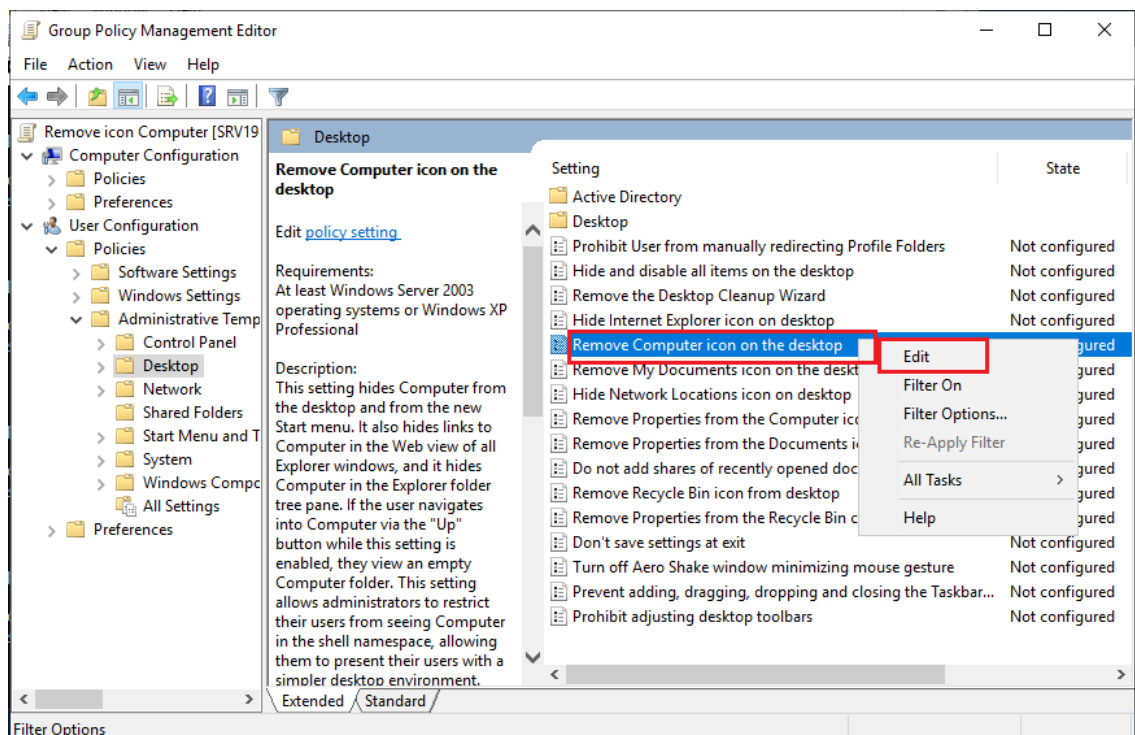 Group Policy Management Editor
File Action View Help
Remove icon Computer [SRV19
Computer Configuration
Policies
Preferences
User Configuration
Policies
Software Settings
Windows Settings
Administrative Temp
Control Panel
Desktop
Network
Shared Folders
Start Menu and T
System
Windows Compc
All Settings
Preferences
Desktop
Remove Computer icon on the
desktop
Edit policy setting
Requirements:
At least Windows Server 2003
operating systems or Windows XP
Professional
Description:
This setting hides Computer from
the desktop and from the new
Start menu. It also hides links to
Computer in the Web view of all
Explorer windows, and it hides
Computer in the Explorer folder
tree pane. If the user navigates
into Computer via the "Up"
button while this setting is
enabled, they view an empty
Computer folder. This setting
allows administrators to restrict
their users from seeing Computer
in the shell namespace, allowing
them to present their users with a
simpler desktop environment.
Setting State
Active Directory
Desktop
Prohibit User from manually redirecting Profile Folders Not configured
Hide and disable all items on the desktop Not configured
Remove the Desktop Cleanup Wizard Not configured
Hide Internet Explorer icon on desktop Not configured
Remove Computer icon on the desktop gured
Remove My Documents icon on the deskt gured
Hide Network Locations icon on desktop gured
Remove Properties from the Computer icc gured
Remove Properties from the Documents i gured
Do not add shares of recently opened doc gured
Remove Recycle Bin icon from desktop gured
Remove Properties from the Recycle Bin c gured
Don't save settings at exit Not configured
Turn off Aero Shake window minimizing mouse gesture Not configured
Prevent adding, dragging, dropping and closing the Taskbar... Not configured
Prohibit adjusting desktop toolbars Not configured
Edit
Filter On
Filter Options...
Re-Apply Filter
All Tasks
Help
Extended Standard
Filter Options